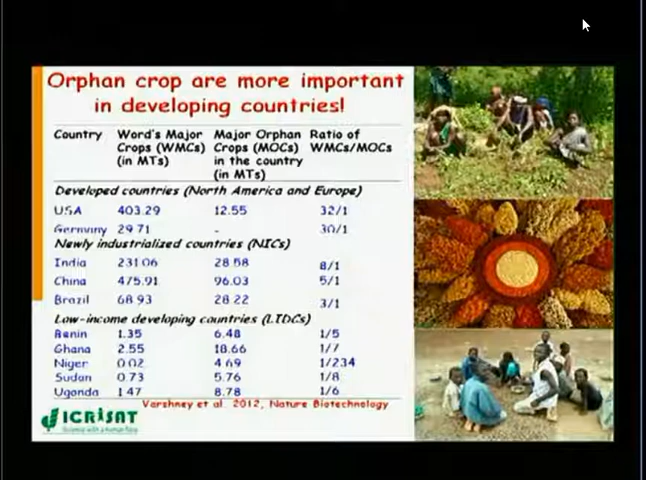 Orphan crop are more important
in developing countries!
Country Word's Major Major Orphan Ratio of
Crops (WMCs) Crops (MOCs) WMCs/MOCs
(in MTs) in the country
(in MTs)
Developed countries (North America and Europe)
USA 403.29 12.55 32/1
Germany 29.71 - 30/1
Newly industrialized countries (NICs)
India 231.06 28.58 8/1
China 475.91 96.03 5/1
Brazil 68.93 28.22 3/1
Low-income developing countries (LIDCs)
Benin 1.35 6.48 1/5
Ghana 2.55 18.66 1/7
Niger 0.02 4.69 1/234
Sudan 0.73 5.76 1/8
Uganda 1.47 8.78 1/6
Varshney et al. 2012, Nature Biotechnology
ICRISAT
Science with a human face